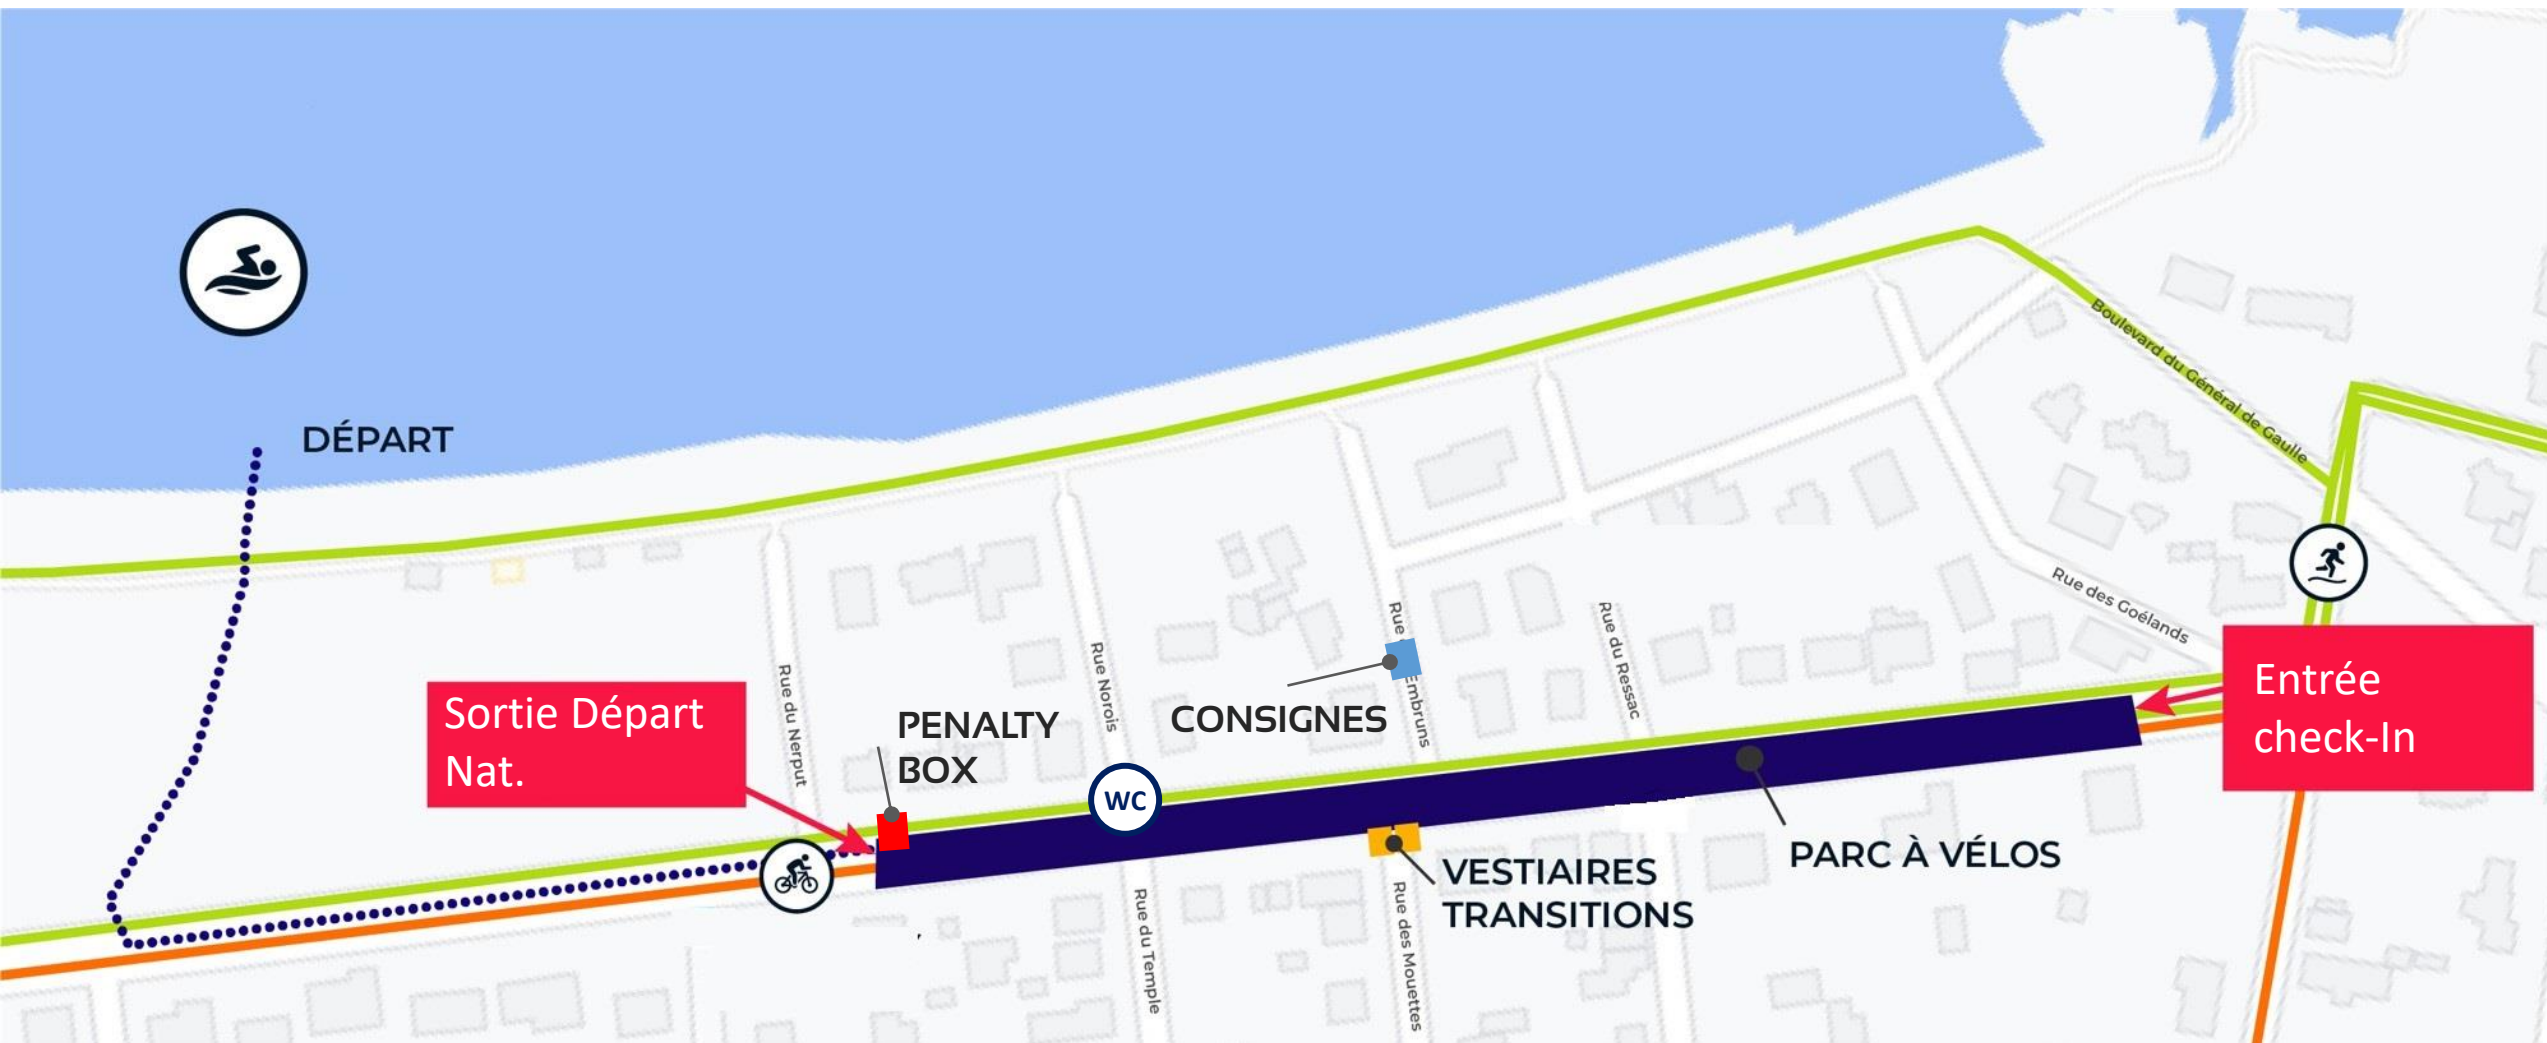 DÉPART
Boulevard du Général de Gaulle
Rue des Goélands
Rue du Nerput
Rue Norois
Rue
Embruns
Rue du Ressac
Sortie Départ
Nat.
PENALTY
BOX
CONSIGNES
Entrée
check-In
WC
VESTIAIRES
TRANSITIONS
PARC À VÉLOS
Rue du Temple
Rue des Mouettes